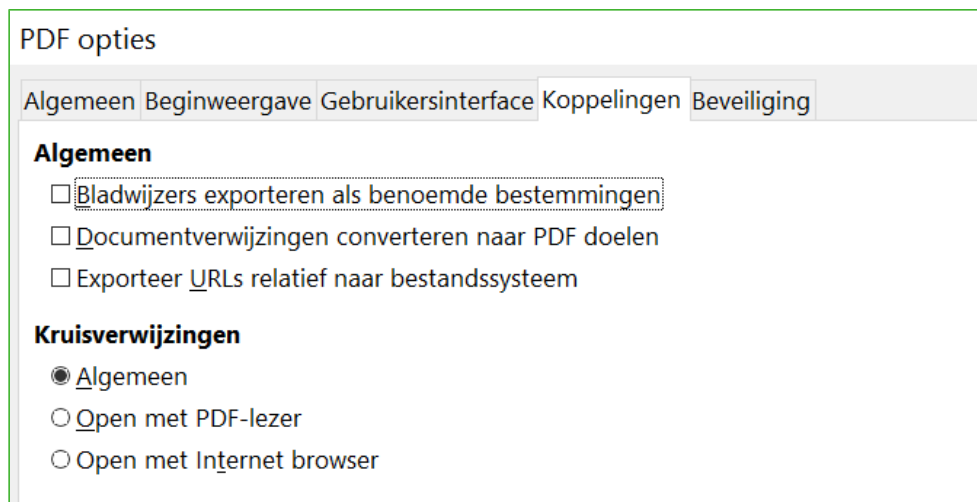 PDF opties
Algemeen Beginweergave Gebruikersinterface Koppelingen Beveiliging
Algemeen
Bladwijzers exporteren als benoemde bestemmingen
Documentverwijzingen converteren naar PDF doelen
Exporteer URLs relatief naar bestandssysteem
Kruisverwijzingen
Algemeen
Open met PDF-lezer
Open met Internet browser